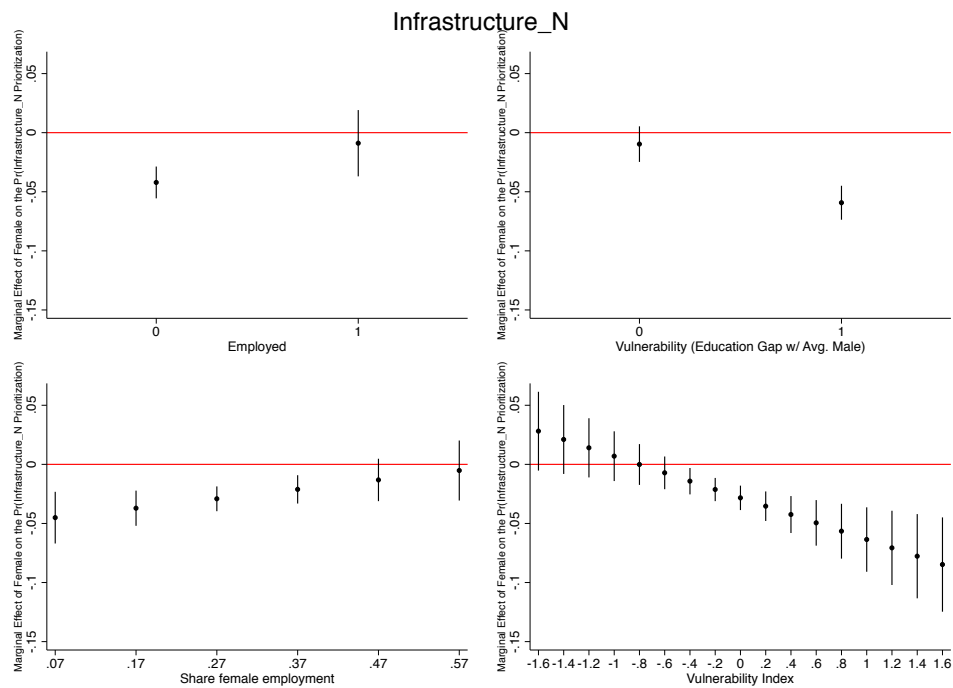 Infrastructure_N
Marginal Effect of Female on the Pr(Infrastructure_N Prioritization)
.05
0
-.05
-.1
-.15
0 1
Employed
Marginal Effect of Female on the Pr(Infrastructure_N Prioritization)
.05
0
-.05
-.1
-.15
0 1
Vulnerability (Education Gap w/ Avg. Male)
Marginal Effect of Female on the Pr(Infrastructure_N Prioritization)
.05
0
-.05
-.1
-.15
.07 .17 .27 .37 .47 .57
Share female employment
Marginal Effect of Female on the Pr(Infrastructure_N Prioritization)
.05
0
-.05
-.1
-.15
-1.6 -1.4 -1.2 -1 -.8 -.6 -.4 -.2 0 .2 .4 .6 .8 1 1.2 1.4 1.6
Vulnerability Index